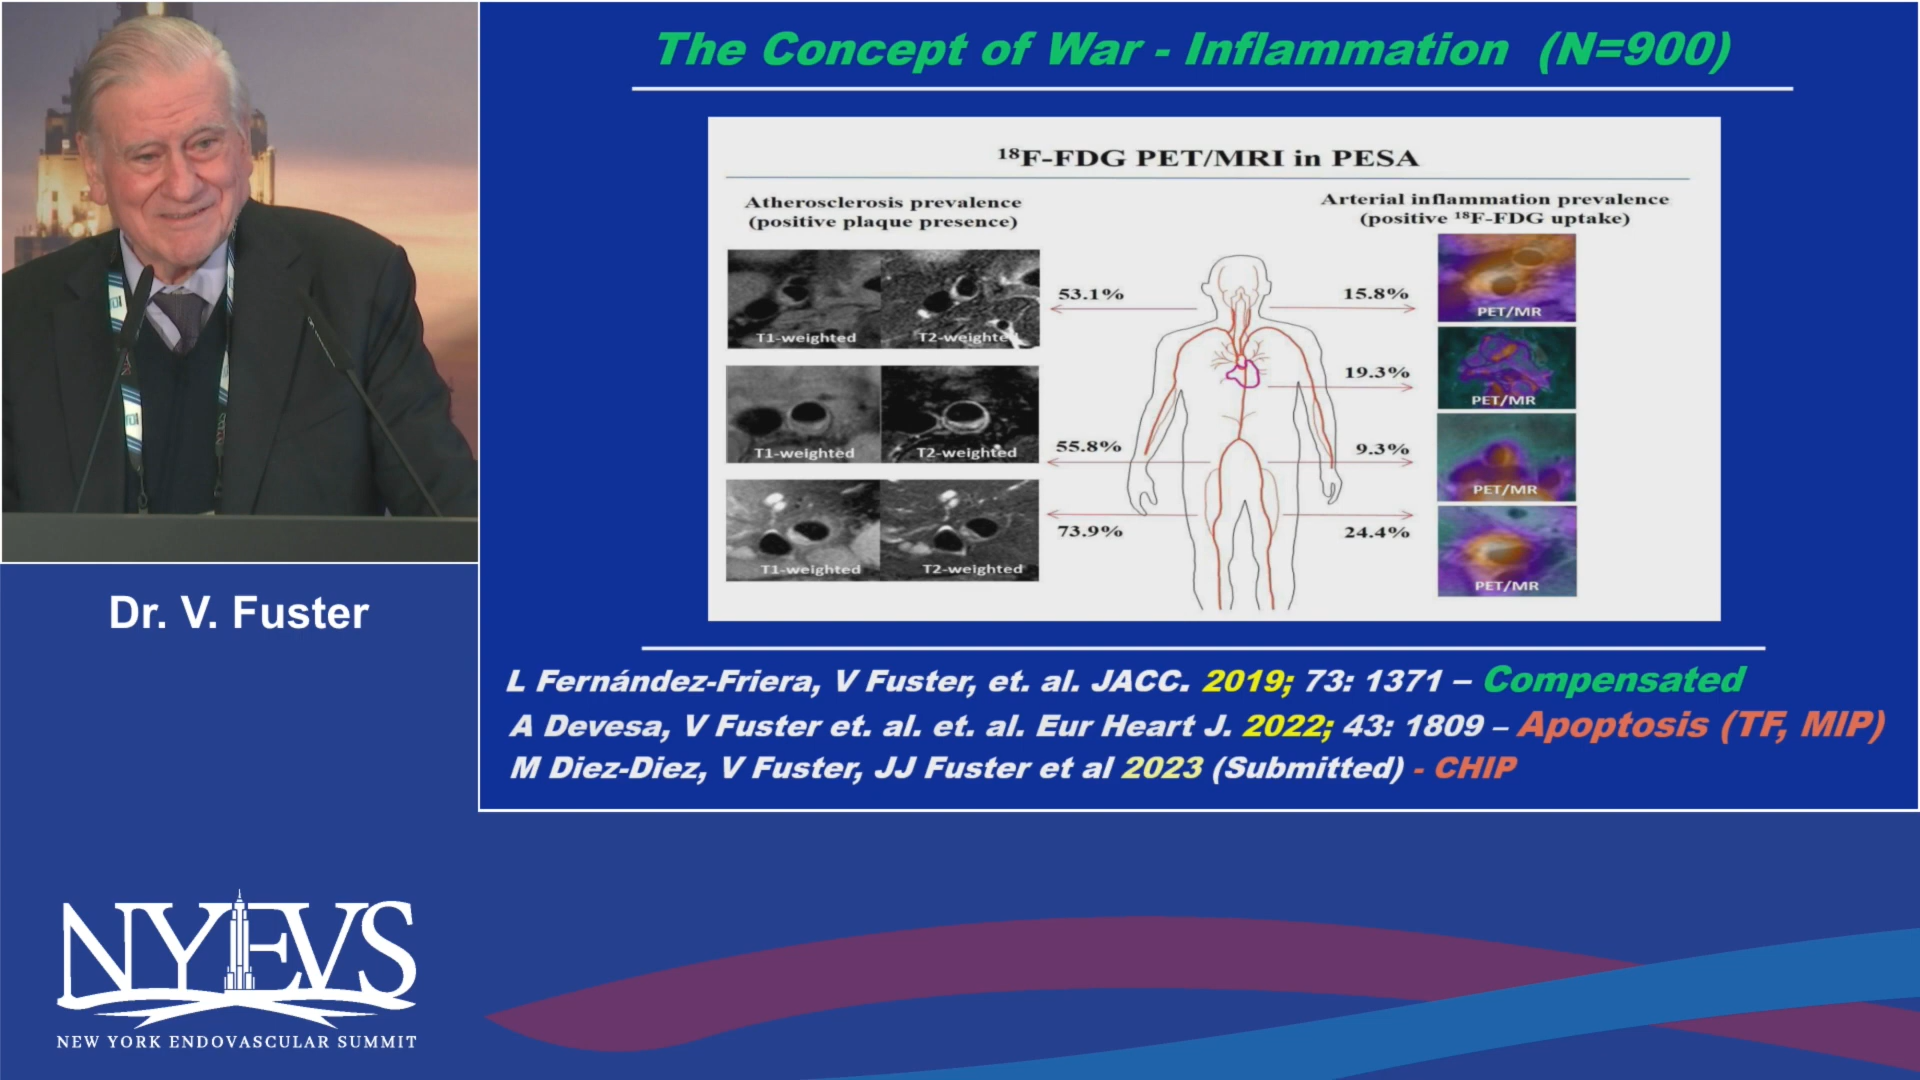 The Concept of War - Inflammation (N=900)
18F-FDG PET/MRI in PESA
Atherosclerosis prevalence
(positive plaque presence)
Arterial inflammation prevalence
(positive 18F-FDG uptake)
T1-weighted
T2-weighte
53.1%
15.8%
PET/MR
19.3%
PET/MR
T1-weighted
T2-weighted
55.8%
9.3%
PET/MR
T1-weighted
T2-weighted
73.9%
24.4%
PET/MR
L Fernández-Friera, V Fuster, et. al. JACC. 2019; 73: 1371 – Compensated
A Devesa, V Fuster et. al. et. al. Eur Heart J. 2022; 43: 1809 – Apoptosis (TF, MIP)
M Diez-Diez, V Fuster, JJ Fuster et al 2023 (Submitted) - CHIP
Dr. V. Fuster
NYEVS
NEW YORK ENDOVASCULAR SUMMIT